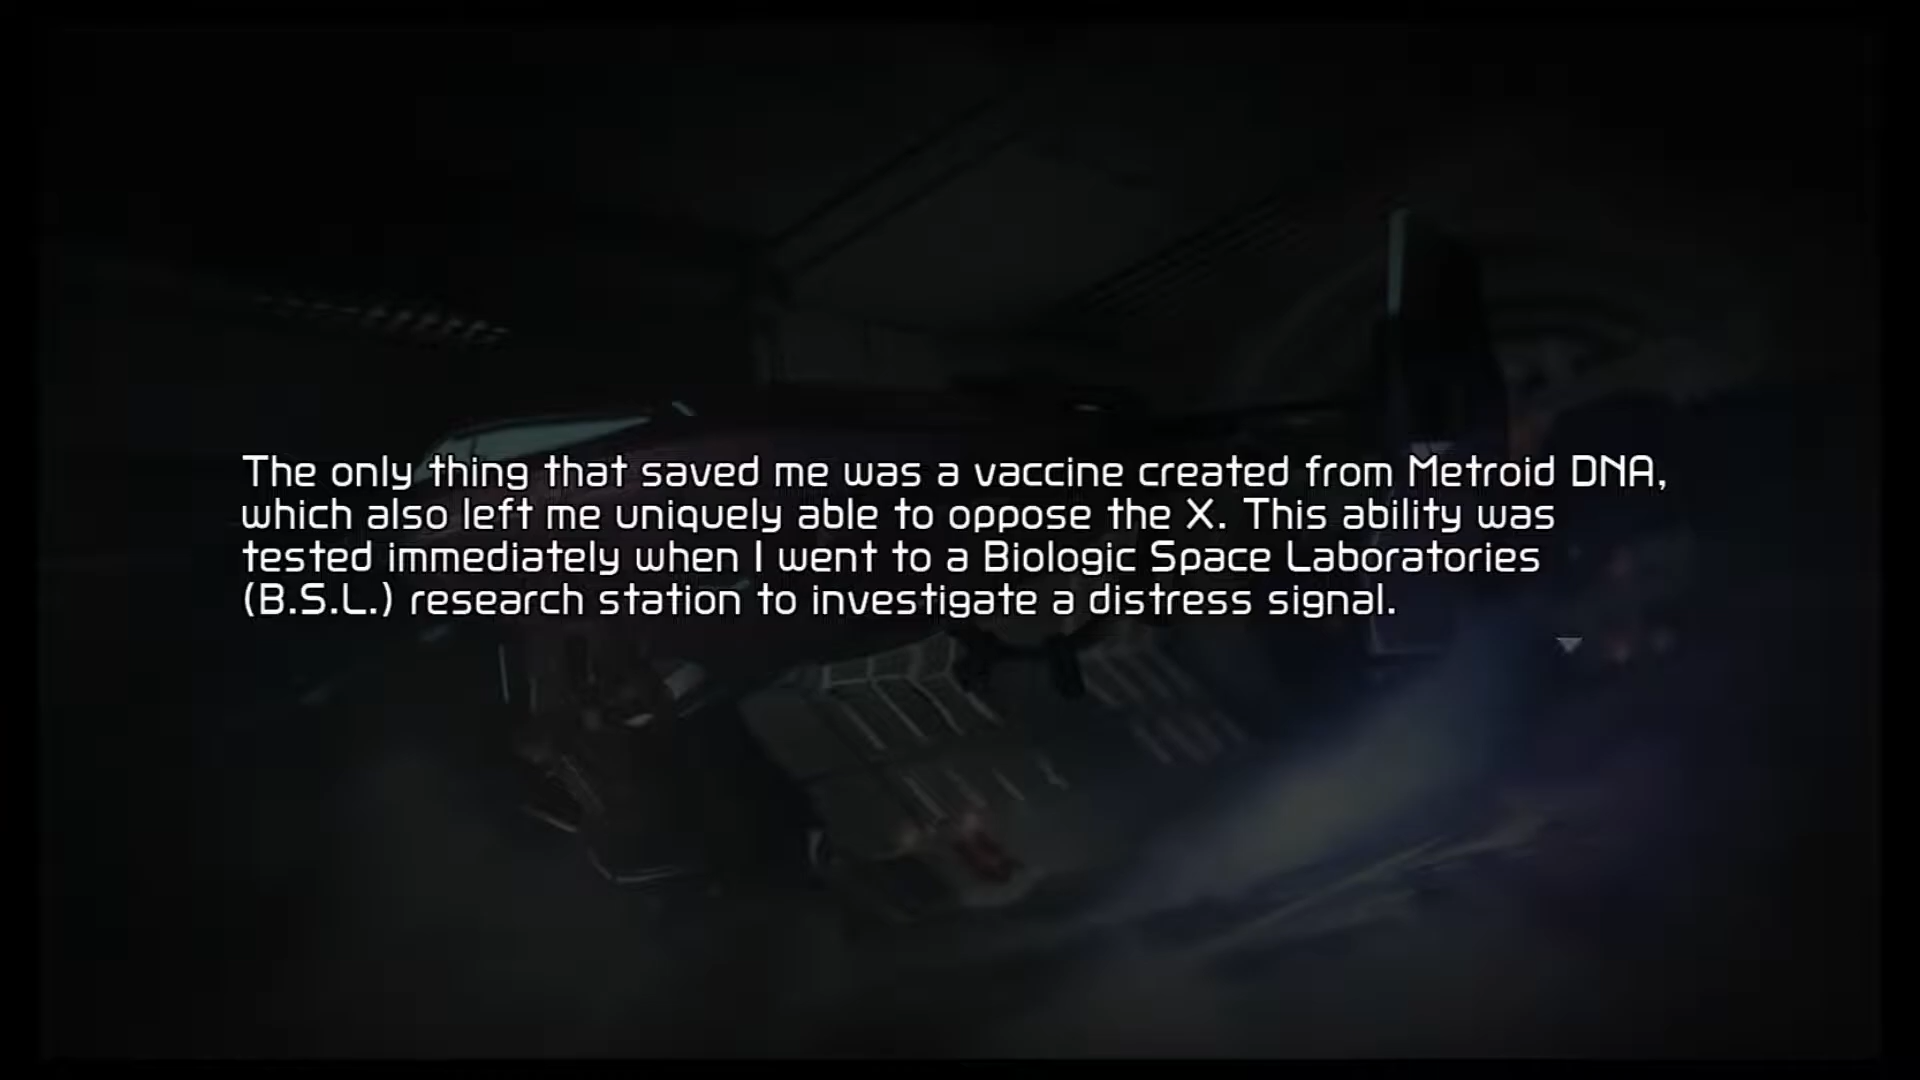 The only thing that saved me was a vaccine created from Metroid DNA,
which also left me uniquely able to oppose the X. This ability was
tested immediately when I went to a Biologic Space Laboratories
(B.S.L.) research station to investigate a distress signal.